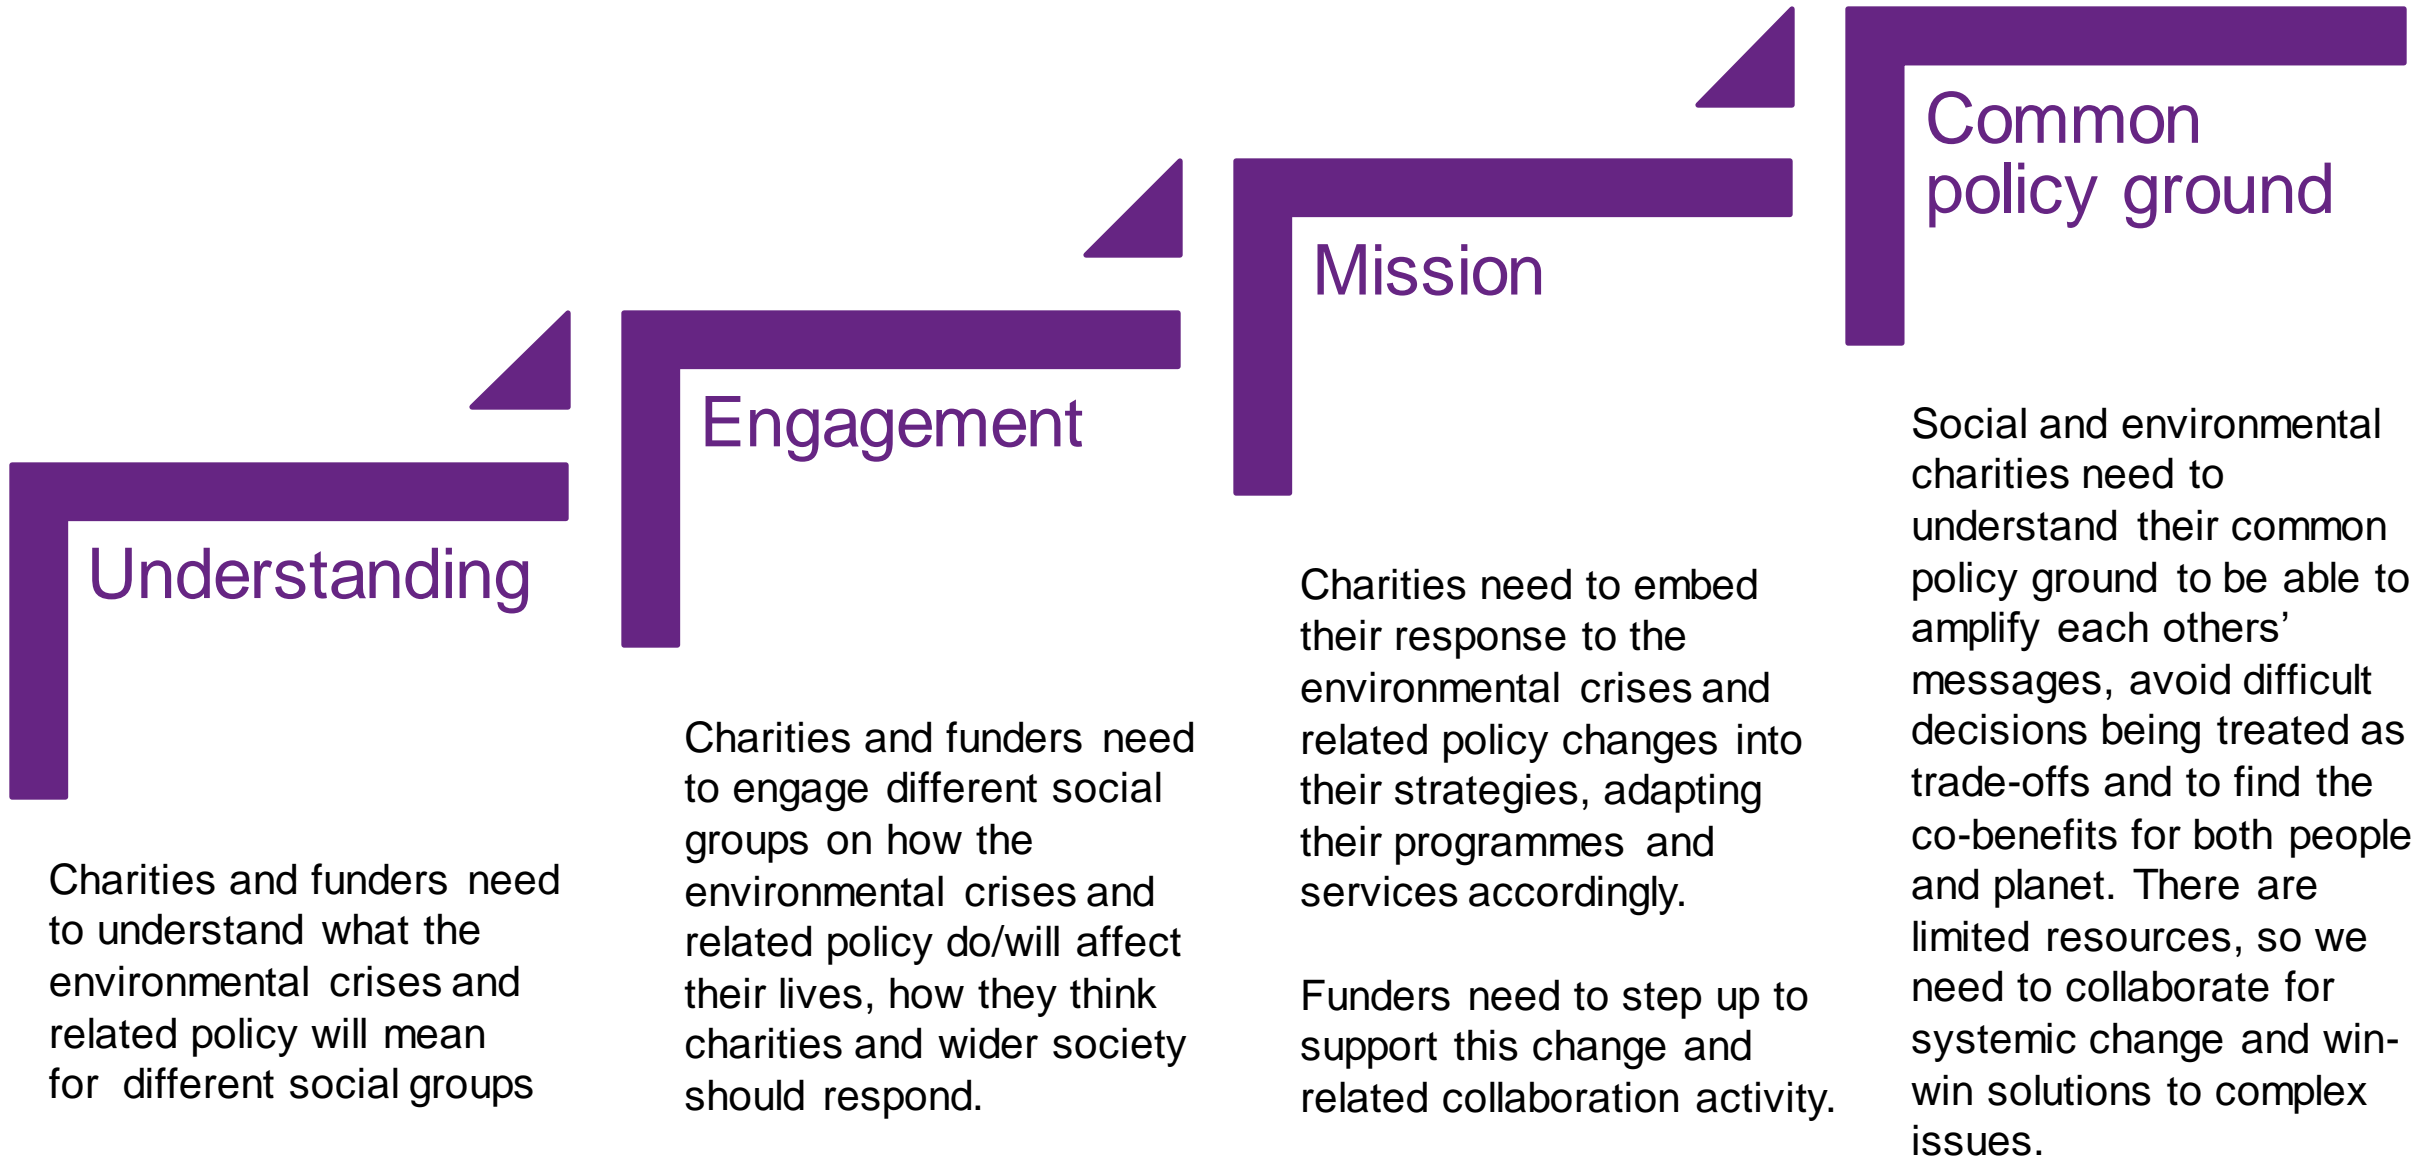 Understanding
Charities and funders need
to understand what the
environmental crises and
related policy will mean
for different social groups
Engagement
Charities and funders need
to engage different social
groups on how the
environmental crises and
related policy do/will affect
their lives, how they think
charities and wider society
should respond.
Mission
Charities need to embed
their response to the
environmental crises and
related policy changes into
their strategies, adapting
their programmes and
services accordingly.
Funders need to step up to
support this change and
related collaboration activity.
Common
policy ground
Social and environmental
charities need to
understand their common
policy ground to be able to
amplify each others’
messages, avoid difficult
decisions being treated as
trade-offs and to find the
co-benefits for both people
and planet. There are
limited resources, so we
need to collaborate for
systemic change and win-
win solutions to complex
issues.